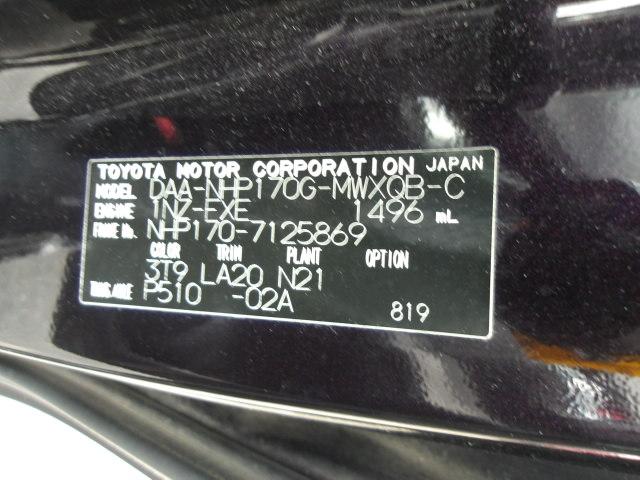 TOYOTA MOTOR CORPORATION JAPAN
MODEL DAA-NHP170G-MWXQB-C
ENGINE 1NZ-EXE 1496 mL
FRAME No. NHP170-7125869
COLOR TRIM PLANT OPTION
3T9 LA20 N21
TRANS/AXLE P510 -02A
819